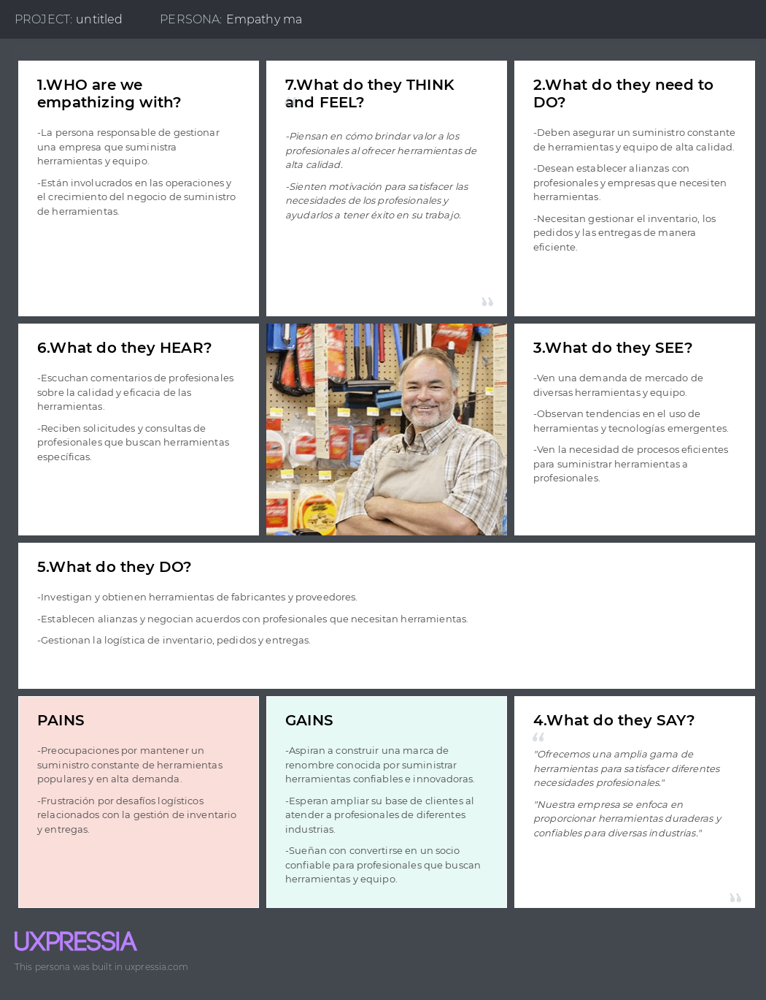 PROJECT: untitled PERSONA: Empathy ma
1.WHO are we
empathizing with?
-La persona responsable de gestionar
una empresa que suministra
herramientas y equipo.
-Están involucrados en las operaciones y
el crecimiento del negocio de suministro
de herramientas.
7.What do they THINK
and FEEL?
-Piensan en cómo brindar valor a los
profesionales al ofrecer herramientas de
alta calidad.
-Sienten motivación para satisfacer las
necesidades de los profesionales y
ayudarlos a tener éxito en su trabajo.
2.What do they need to
DO?
-Deben asegurar un suministro constante
de herramientas y equipo de alta calidad.
-Desean establecer alianzas con
profesionales y empresas que necesiten
herramientas.
-Necesitan gestionar el inventario, los
pedidos y las entregas de manera
eficiente.
6.What do they HEAR?
-Escuchan comentarios de profesionales
sobre la calidad y eficacia de las
herramientas.
-Reciben solicitudes y consultas de
profesionales que buscan herramientas
específicas.
3.What do they SEE?
-Ven una demanda de mercado de
diversas herramientas y equipo.
-Observan tendencias en el uso de
herramientas y tecnologías emergentes.
-Ven la necesidad de procesos eficientes
para suministrar herramientas a
profesionales.
5.What do they DO?
-Investigan y obtienen herramientas de fabricantes y proveedores.
-Establecen alianzas y negocian acuerdos con profesionales que necesitan herramientas.
-Gestionan la logística de inventario, pedidos y entregas.
PAINS
-Preocupaciones por mantener un
suministro constante de herramientas
populares y en alta demanda.
-Frustración por desafíos logísticos
relacionados con la gestión de inventario
y entregas.
GAINS
-Aspiran a construir una marca de
renombre conocida por suministrar
herramientas confiables e innovadoras.
-Esperan ampliar su base de clientes al
atender a profesionales de diferentes
industrias.
-Sueñan con convertirse en un socio
confiable para profesionales que buscan
herramientas y equipo.
4.What do they SAY?
"Ofrecemos una amplia gama de
herramientas para satisfacer diferentes
necesidades profesionales."
"Nuestra empresa se enfoca en
proporcionar herramientas duraderas y
confiables para diversas industrias."
UXPRESSIA
This persona was built in uxpressia.com